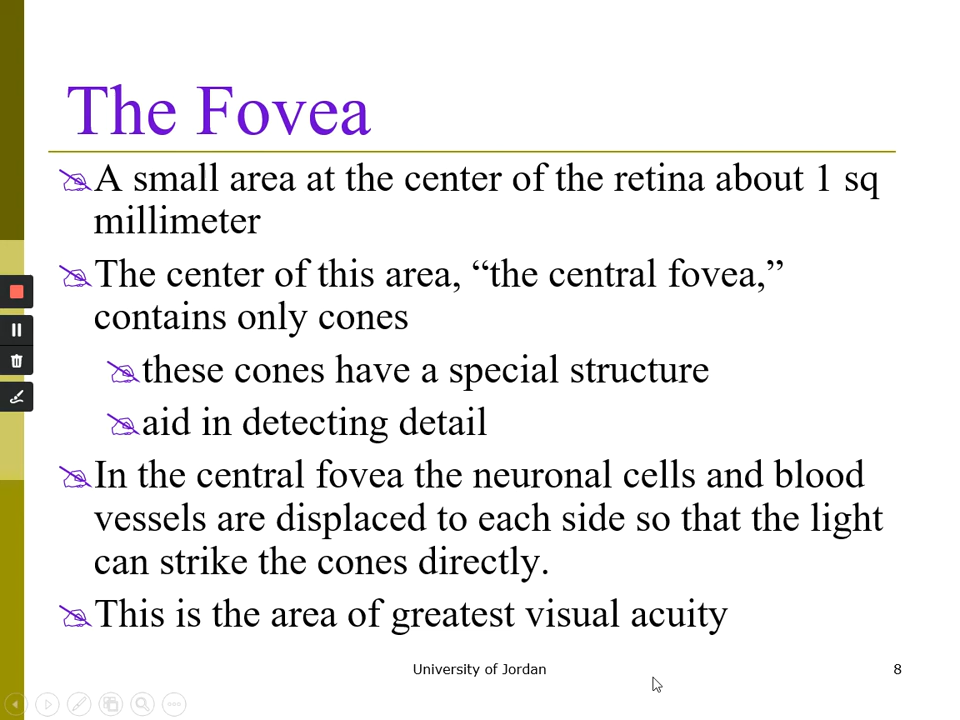 The Fovea
A small area at the center of the retina about 1 sq
millimeter
The center of this area, “the central fovea,”
contains only cones
these cones have a special structure
aid in detecting detail
In the central fovea the neuronal cells and blood
vessels are displaced to each side so that the light
can strike the cones directly.
This is the area of greatest visual acuity
University of Jordan
8